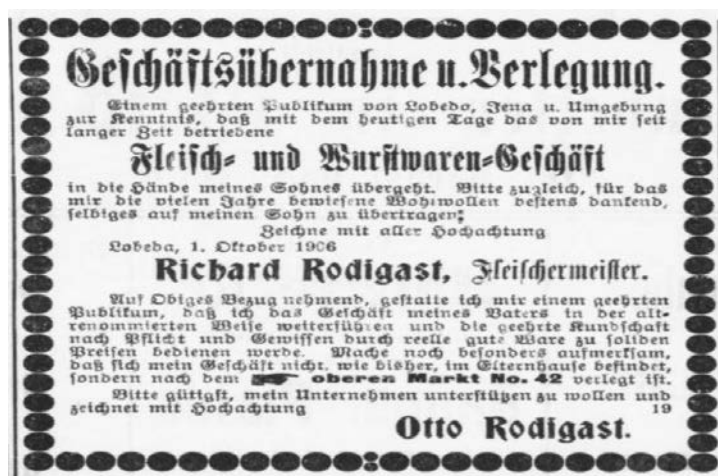 Geschäftsübernahme u. Verlegung.
Einem geehrten Publikum von Lobeda, Jena u. Umgebung
zur Kenntnis, daß mit dem heutigen Tage das von mir seit
langer Zeit betriebene
Fleisch- und Wurstwaren-Geschäft
in die Hände meines Sohnes übergeht. Bitte zugleich, für das
mir die vielen Jahre bewiesene Wohlwollen bestens dankend,
selbiges auf meinen Sohn zu übertragen;
Zeichne mit aller Hochachtung
Lobeda, 1. Oktober 1906
Richard Rodigast, Fleischermeister.
Auf Obiges Bezug nehmend, gestatte ich mir einem geehrten
Publikum, daß ich das Geschäft meines Vaters in der alt-
renommierten Weise weiterführen und die geehrte Kundschaft
nach Pflicht und Gewissen durch reelle gute Ware zu soliden
Preisen bedienen werde. Mache noch besonders aufmerksam,
daß sich mein Geschäft nicht, wie bisher, im Elternhause befindet,
sondern nach dem ☛ oberen Markt No. 42 verlegt ist.
Bitte gütigst, mein Unternehmen unterstützen zu wollen und
zeichnet mit Hochachtung 19
Otto Rodigast.